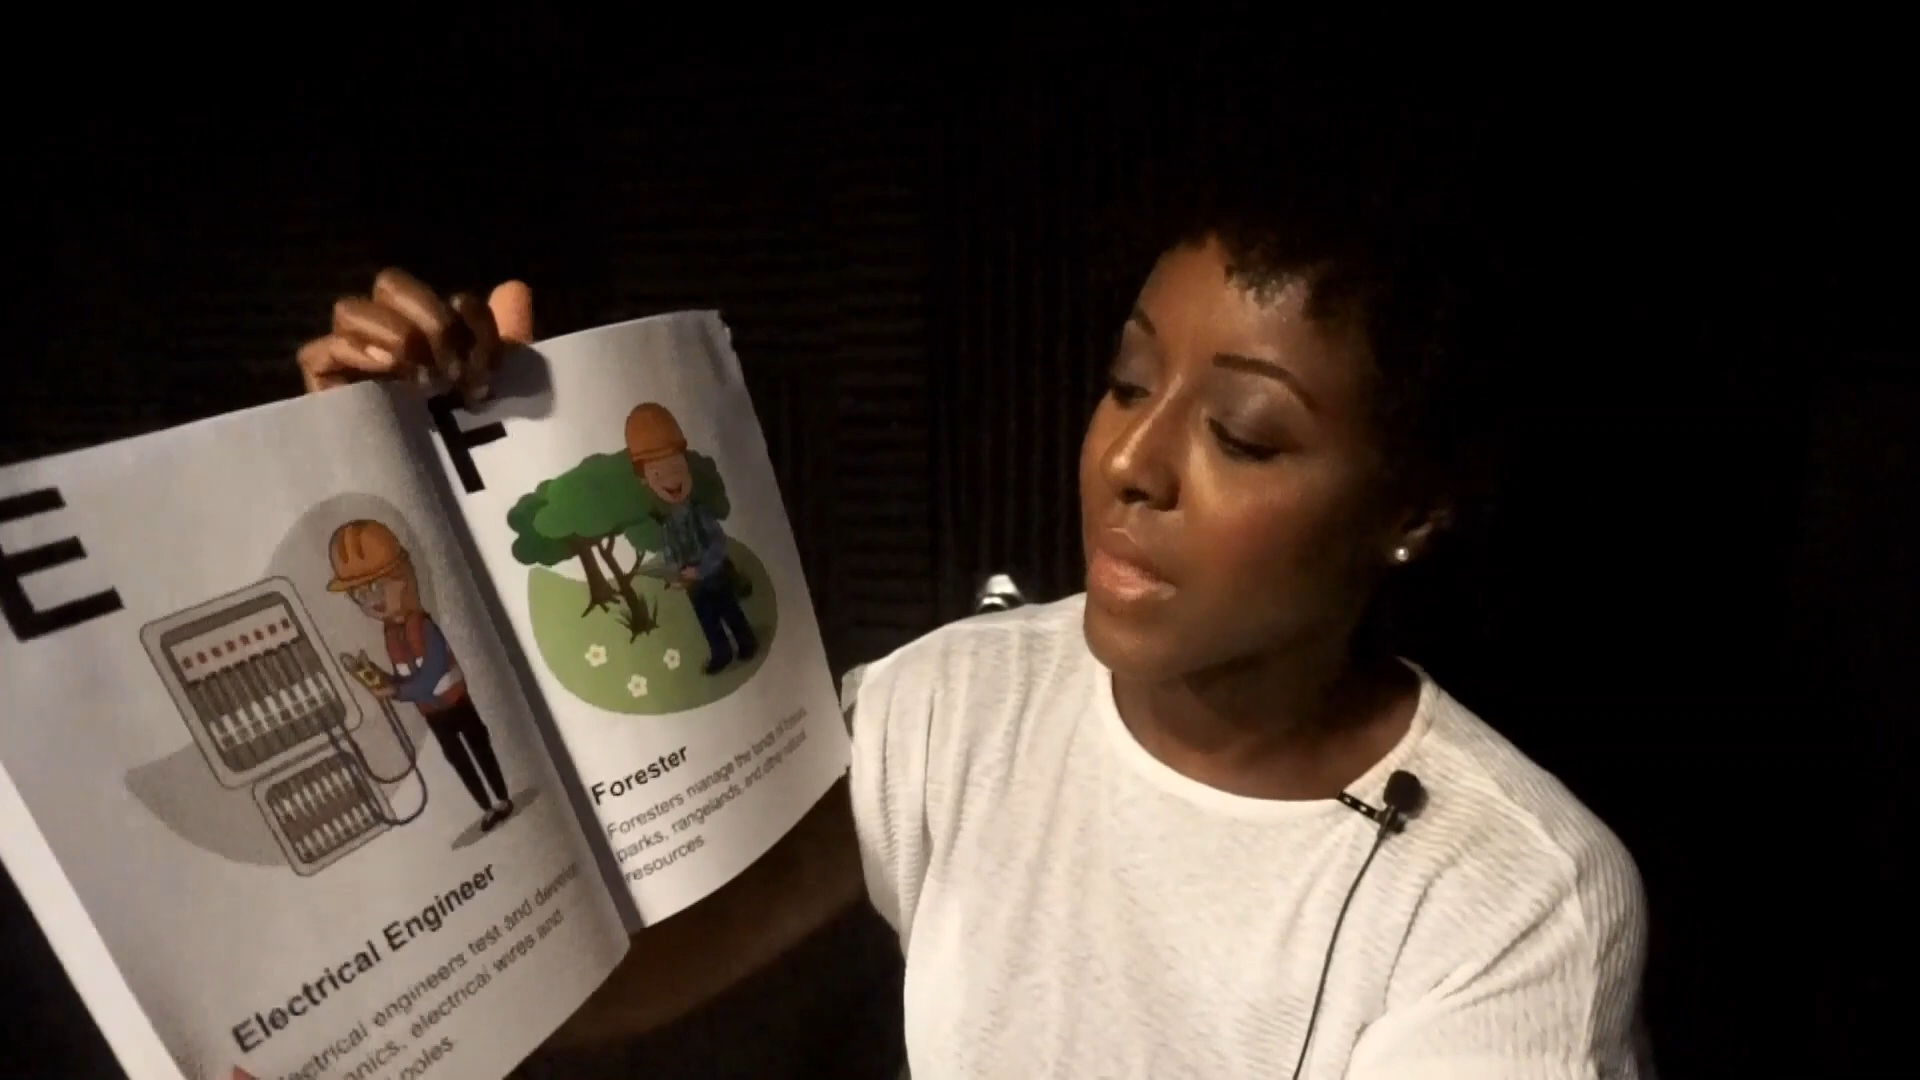 E
Electrical Engineer
Electrical engineers test and develop
electrical wires and
poles.
F
Forester
Foresters manage the lands of
parks, rangelands, and other natural
resources.